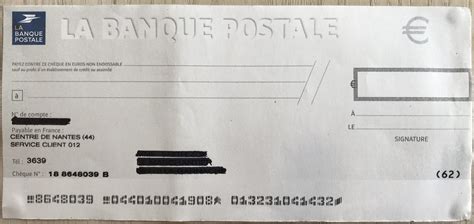 LA
BANQUE
POSTALE
LA BANQUE POSTALE
€
PAYEZ CONTRE CE CHÈQUE EN EUROS NON ENDOSSABLE
sauf au profit d'un établissement de crédit ou assimilé
à
N° de compte :
Payable en France :
CENTRE DE NANTES (44)
SERVICE CLIENT 012
Tél : 3639
Chèque N° : 18 8648039 B
À
LE
SIGNATURE
(62)
8648039 044010041908 013231041432